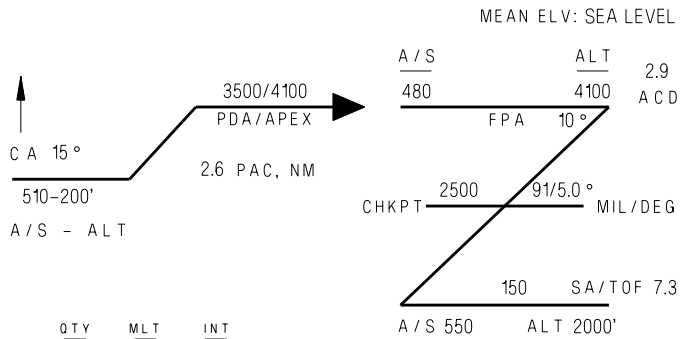 MEAN ELV: SEA LEVEL
A/S
ALT
2.9
480
4100
ACD
3500/4100
PDA/APEX
FPA 10°
CA 15°
2.6 PAC, NM
510-200'
2500
91/5.0°
CHKPT
MIL/DEG
A/S - ALT
150
SA/TOF 7.3
A/S 550
ALT 2000'
QTY MLT INT